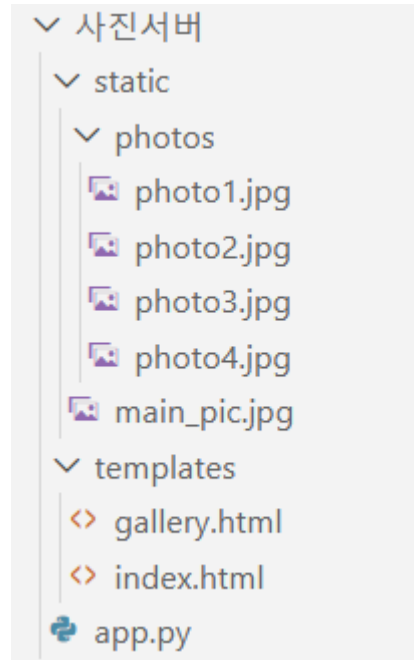 사진서버
static
photos
photo1.jpg
photo2.jpg
photo3.jpg
photo4.jpg
main_pic.jpg
templates
gallery.html
index.html
app.py